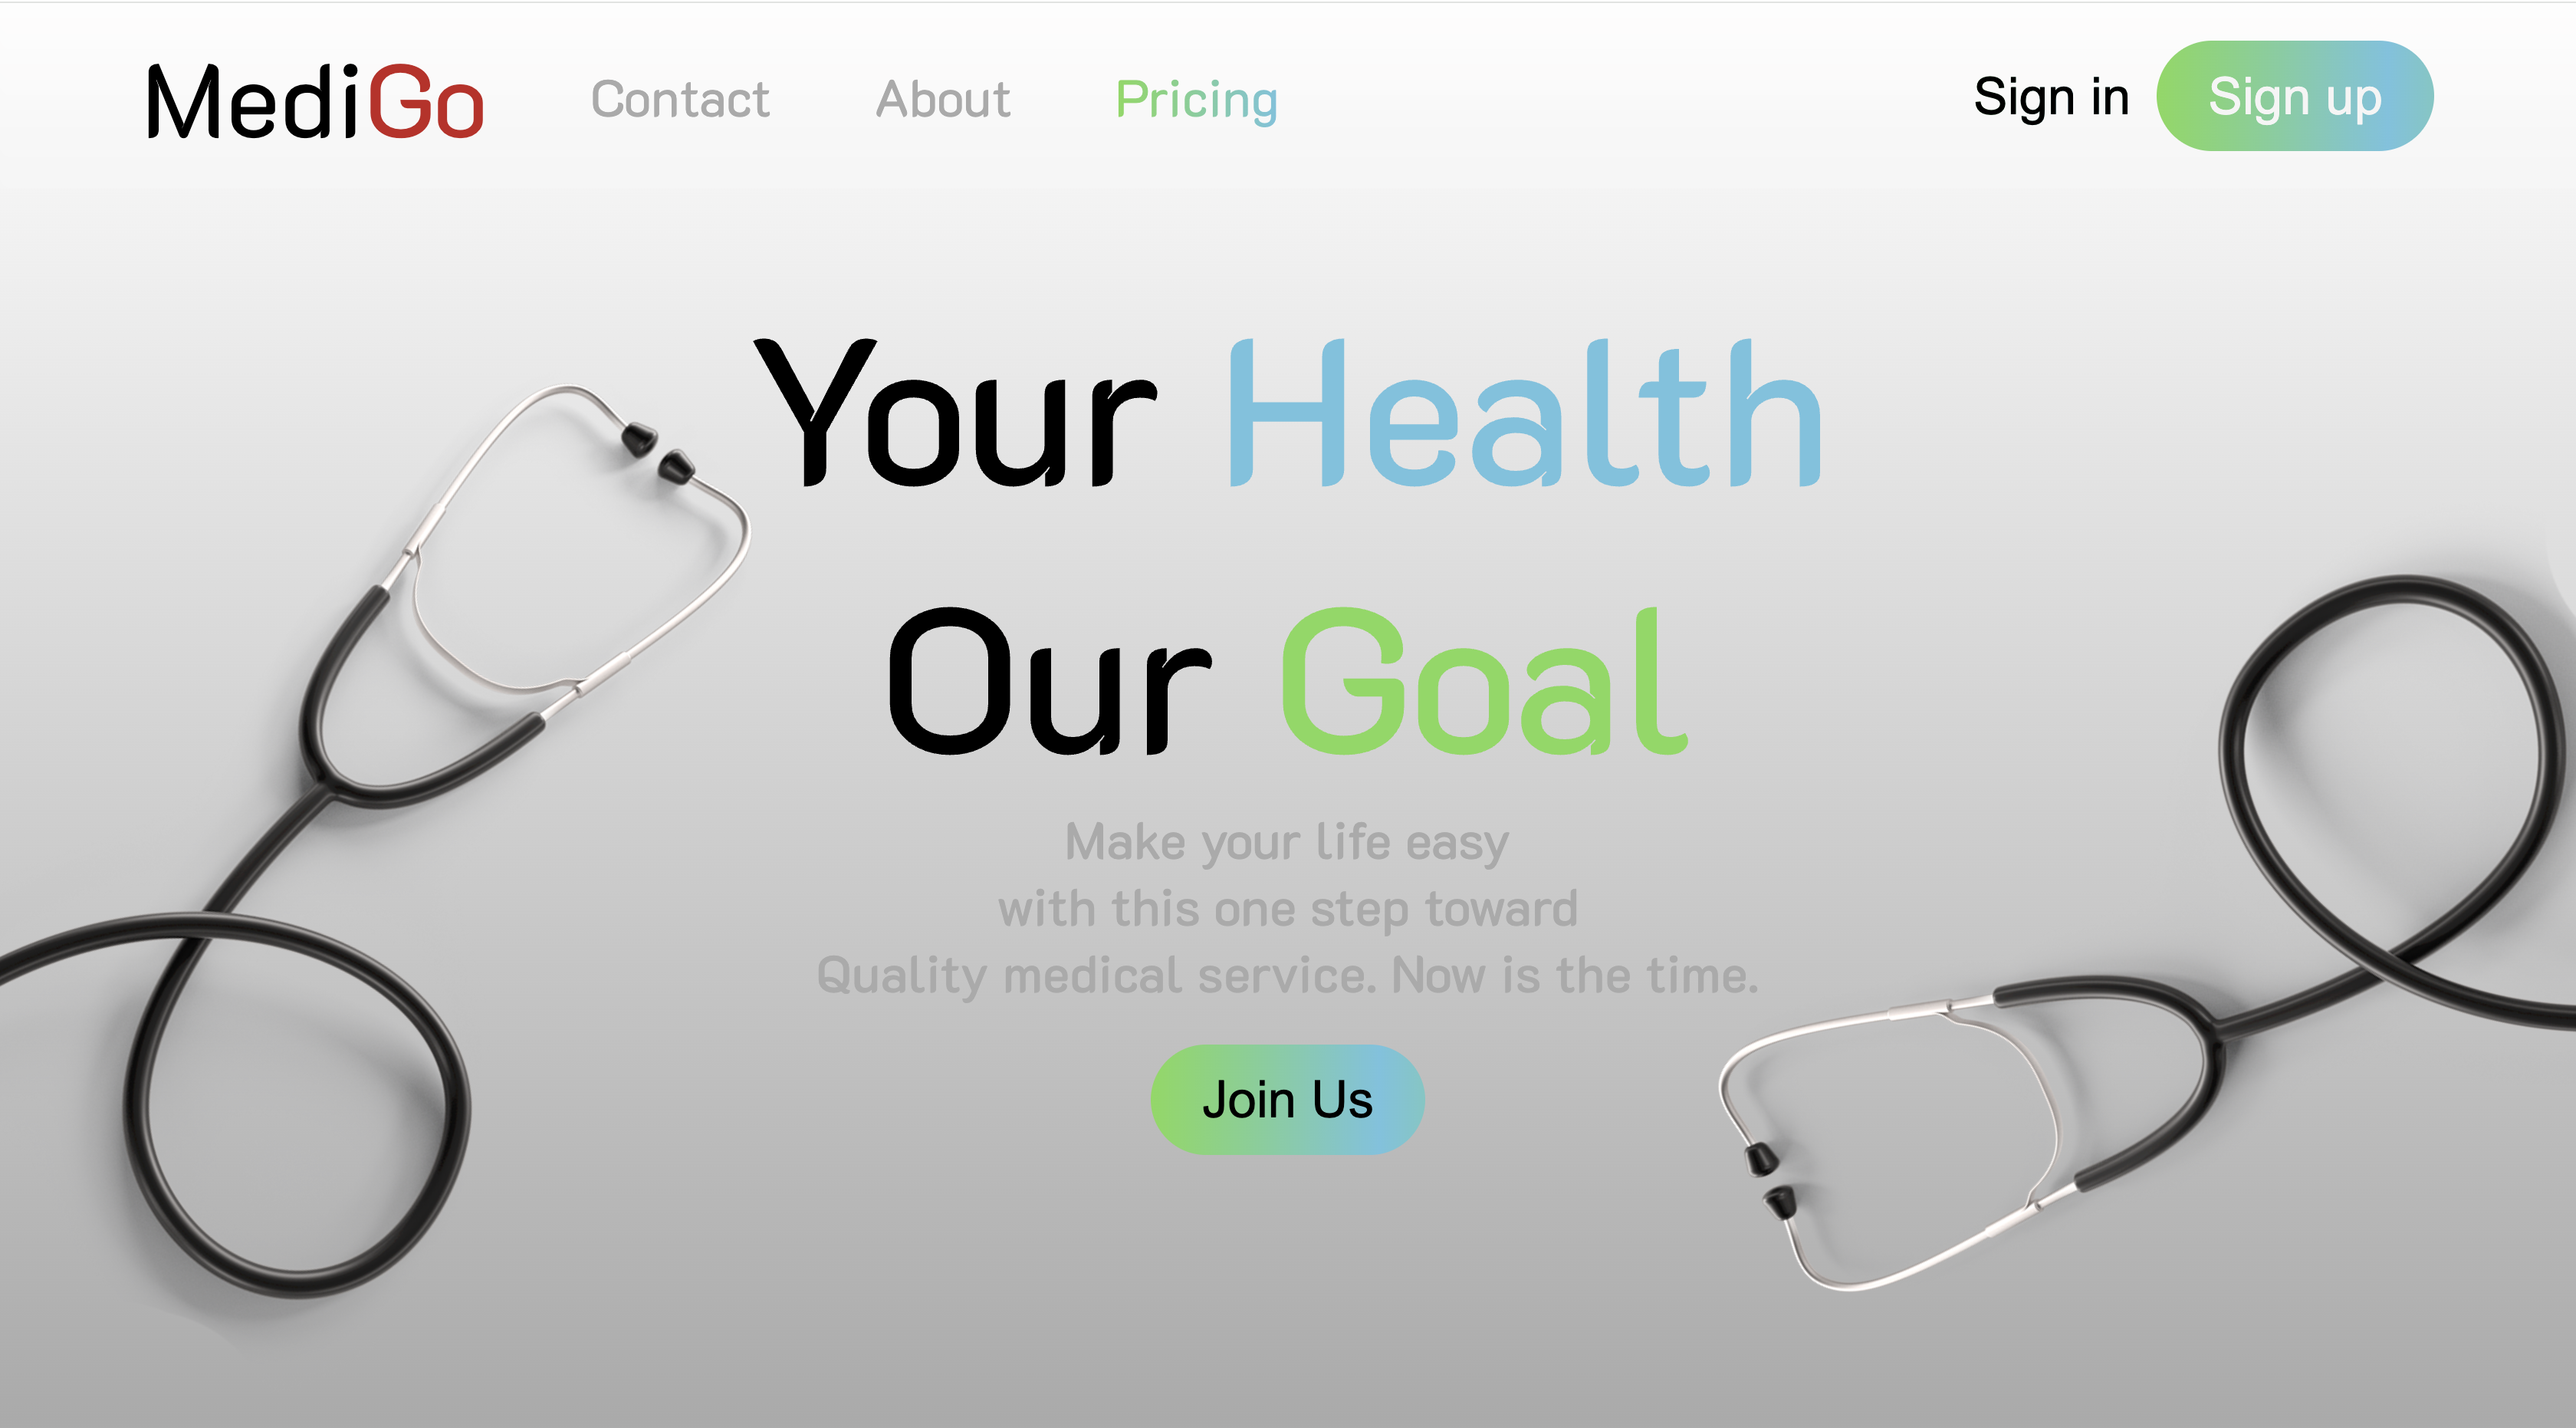 MediGo
Contact
About
Pricing
Sign in
Sign up
Your Health
Our Goal
Make your life easy
with this one step toward
Quality medical service. Now is the time.
Join Us